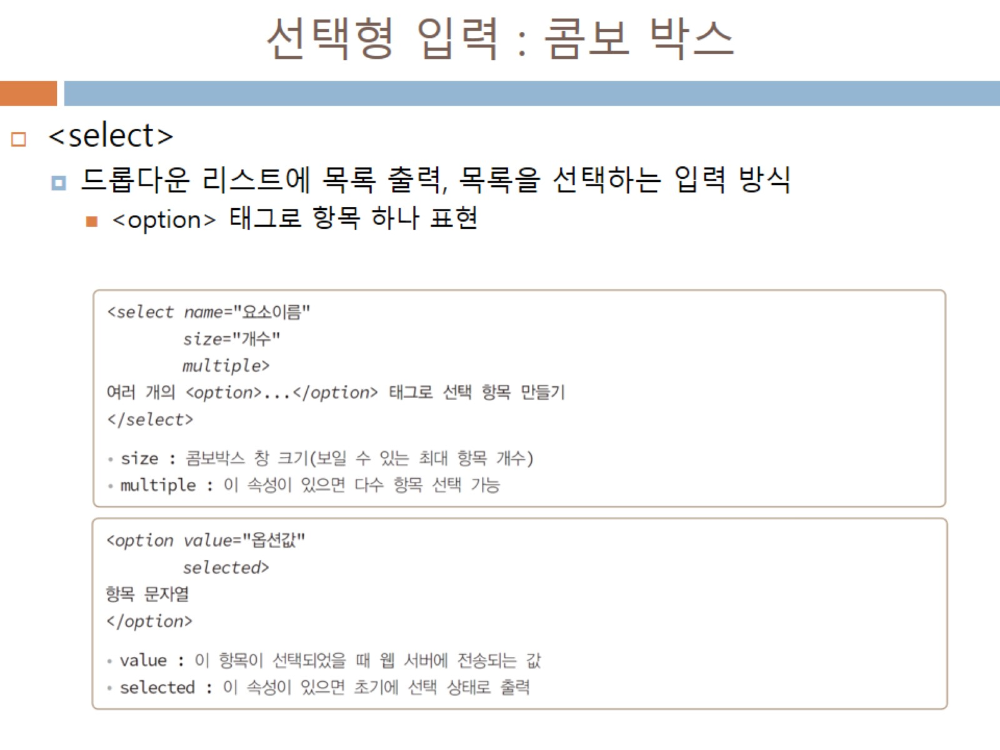 선택형 입력 : 콤보 박스
<select>
드롭다운 리스트에 목록 출력, 목록을 선택하는 입력 방식
<option> 태그로 항목 하나 표현
<select name="요소이름"
size="개수"
multiple>
여러 개의 <option>...</option> 태그로 선택 항목 만들기
</select>
• size : 콤보박스 창 크기(보일 수 있는 최대 항목 개수)
• multiple : 이 속성이 있으면 다수 항목 선택 가능
<option value="옵션값"
selected>
항목 문자열
</option>
• value : 이 항목이 선택되었을 때 웹 서버에 전송되는 값
• selected : 이 속성이 있으면 초기에 선택 상태로 출력